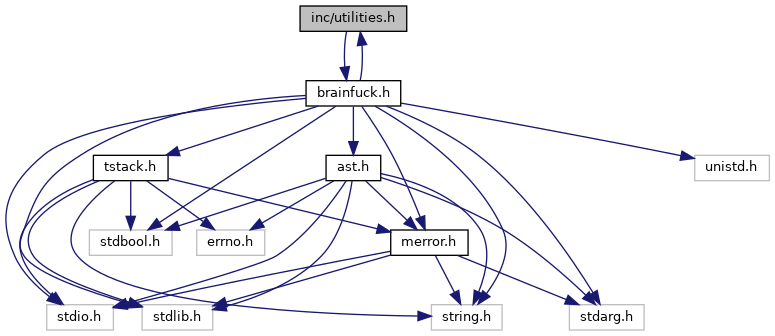 inc/utilities.h
brainfuck.h
tstack.h
ast.h
unistd.h
stdbool.h
errno.h
merror.h
stdio.h
stdlib.h
string.h
stdarg.h